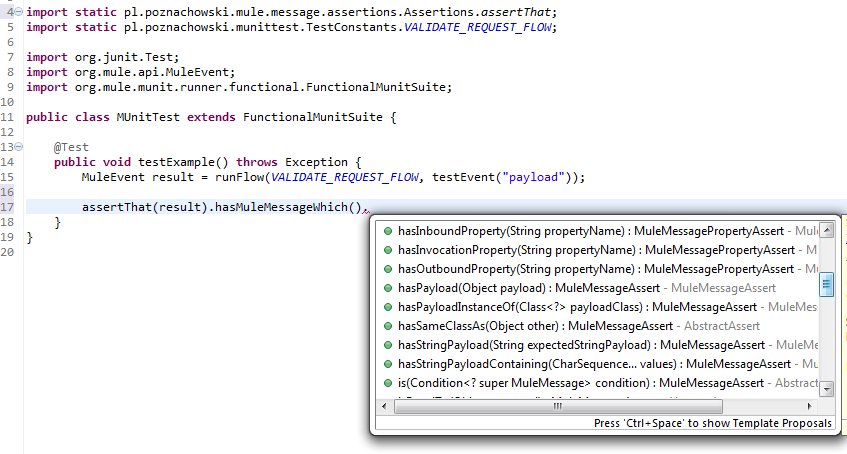 4 import static pl.poznachowski.mule.message.assertions.Assertions.assertThat;
5 import static pl.poznachowski.munittest.TestConstants.VALIDATE_REQUEST_FLOW;
6
7 import org.junit.Test;
8 import org.mule.api.MuleEvent;
9 import org.mule.munit.runner.functional.FunctionalMunitSuite;
10
11 public class MUnitTest extends FunctionalMunitSuite {
12
13 @Test
14 public void testExample() throws Exception {
15 MuleEvent result = runFlow(VALIDATE_REQUEST_FLOW, testEvent("payload"));
16
17 assertThat(result).hasMuleMessageWhich().
18 }
19 }
20
hasInboundProperty(String propertyName) : MuleMessagePropertyAssert - Mul
hasInvocationProperty(String propertyName) : MuleMessagePropertyAssert - M
hasOutboundProperty(String propertyName) : MuleMessagePropertyAssert - M
hasPayload(Object payload) : MuleMessageAssert - MuleMessageAssert
hasPayloadInstanceOf(Class<?> payloadClass) : MuleMessageAssert - MuleMes
hasSameClassAs(Object other) : MuleMessageAssert - AbstractAssert
hasStringPayload(String expectedStringPayload) : MuleMessageAssert - MuleM
hasStringPayloadContaining(CharSequence... values) : MuleMessageAssert - Mu
is(Condition<? super MuleMessage> condition) : MuleMessageAssert - Abstract
Press 'Ctrl+Space' to show Template Proposals